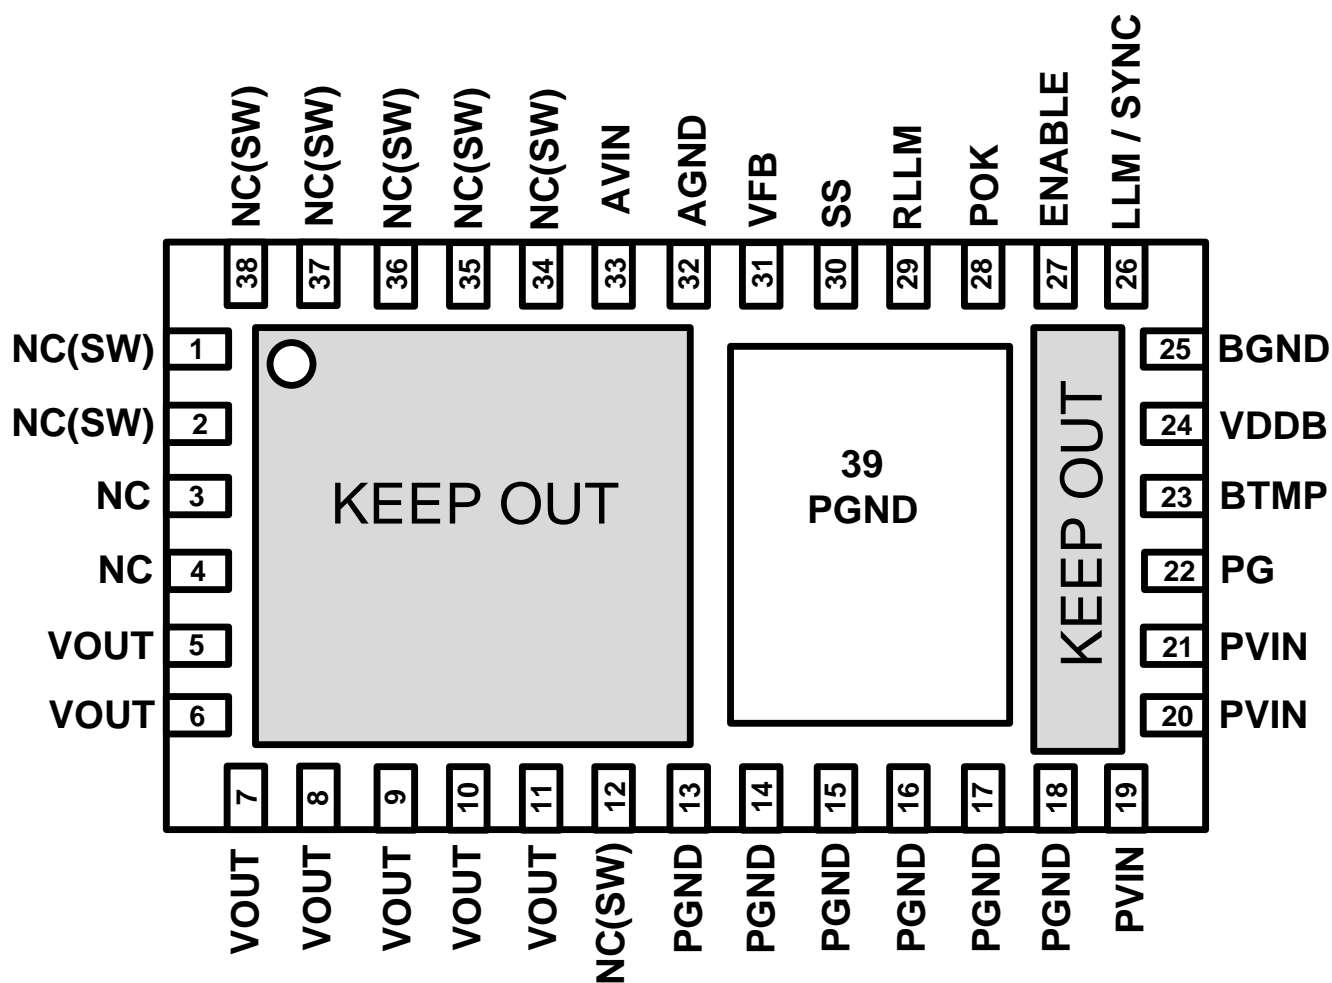 NC(SW)
NC(SW)
NC(SW)
NC(SW)
NC(SW)
AVIN
AGND
VFB
SS
RLLM
POK
ENABLE
LLM / SYNC
38
37
36
35
34
33
32
31
30
29
28
27
26
NC(SW)
1
NC(SW)
2
NC
3
NC
4
VOUT
5
VOUT
6
KEEP OUT
39
PGND
KEEP OUT
25
BGND
24
VDDB
23
BTMP
22
PG
21
PVIN
20
PVIN
7
8
9
10
11
12
13
14
15
16
17
18
19
VOUT
VOUT
VOUT
VOUT
VOUT
NC(SW)
PGND
PGND
PGND
PGND
PGND
PGND
PVIN